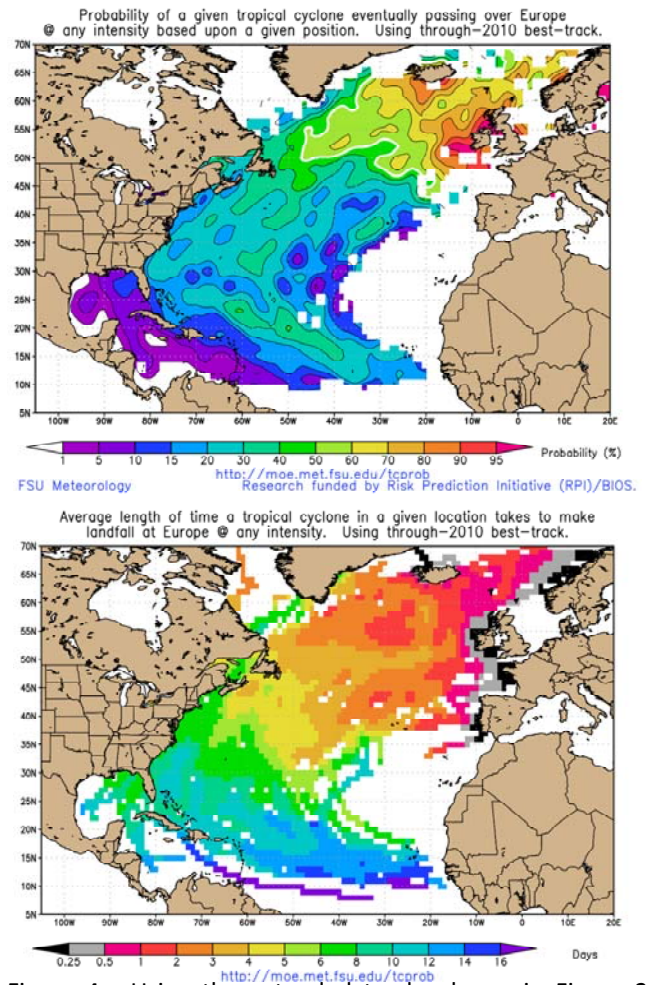 Probability of a given tropical cyclone eventually passing over Europe
@ any intensity based upon a given position. Using through-2010 best-track.
70N
65N
60N
55N
50N
45N
40N
35N
30N
25N
20N
15N
10N
5N
100W 90W 80W 70W 60W 50W 40W 30W 20W 10W 0 10E 20E
1 5 10 15 20 30 40 50 60 70 80 90 95 Probability (%)
http://moe.met.fsu.edu/tcprob
FSU Meteorology Research funded by Risk Prediction Initiative (RPI)/BIOS.
Average length of time a tropical cyclone in a given location takes to make
landfall at Europe @ any intensity. Using through-2010 best-track.
70N
65N
60N
55N
50N
45N
40N
35N
30N
25N
20N
15N
10N
5N
100W 90W 80W 70W 60W 50W 40W 30W 20W 10W 0 10E 20E
0.25 0.5 1 2 3 4 5 6 8 10 12 14 16 Days
http://moe.met.fsu.edu/tcprob